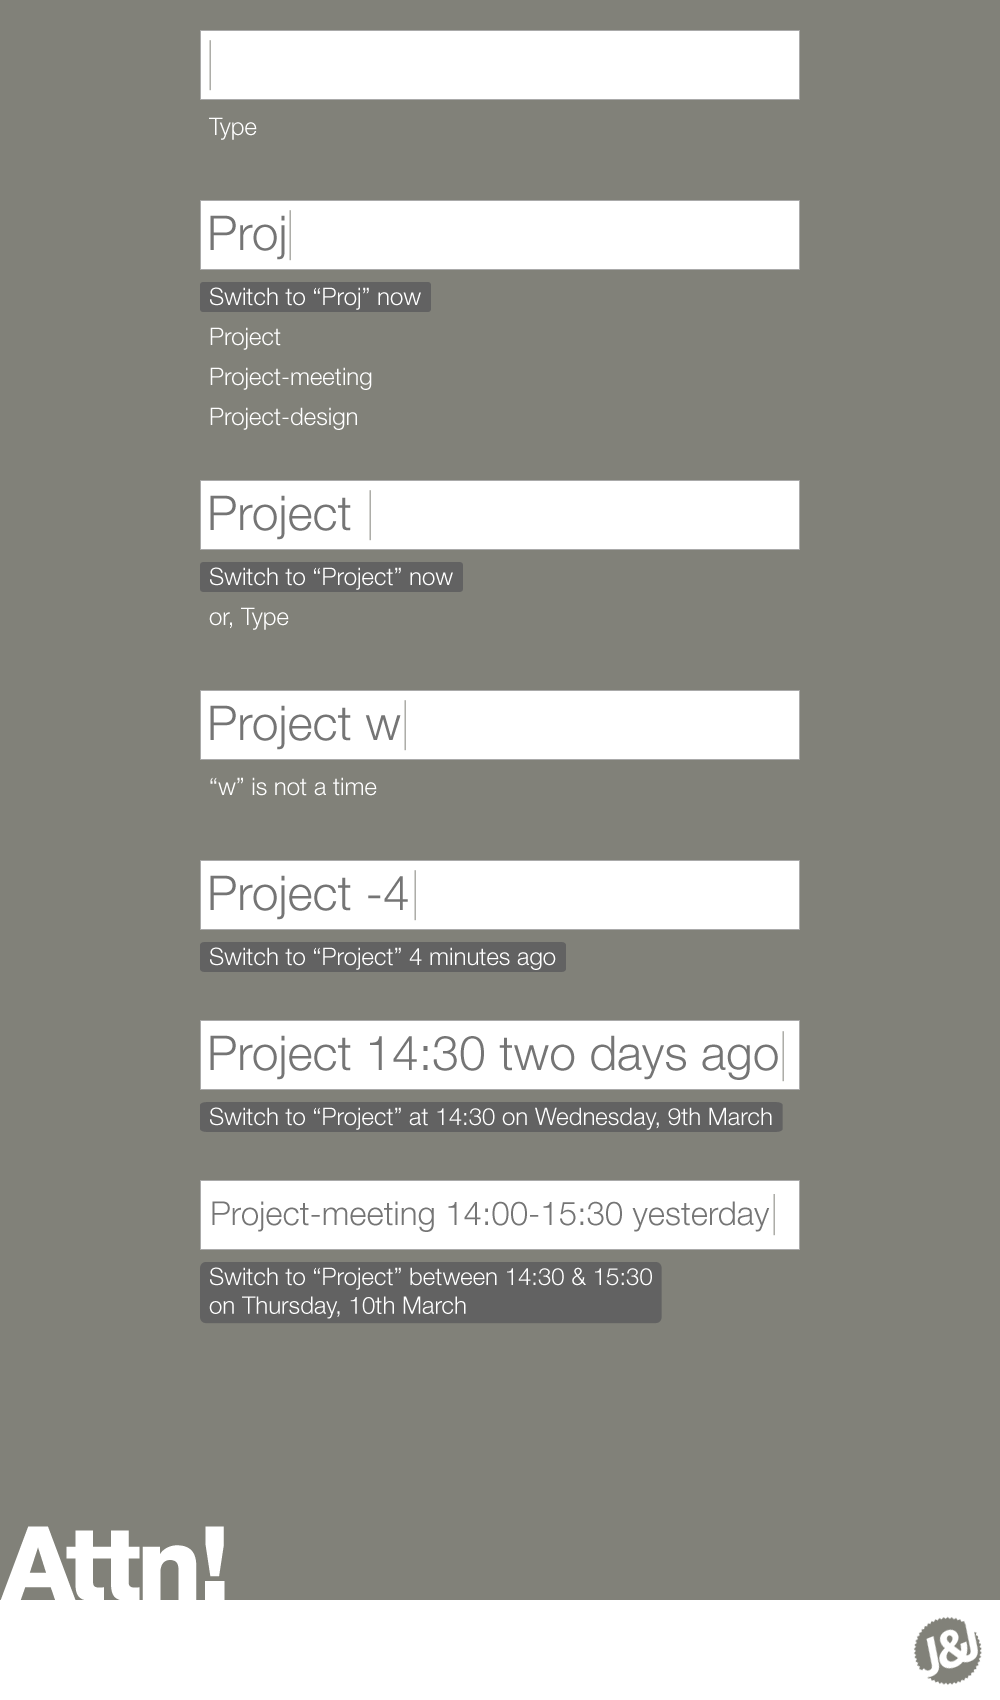 Type
Proj
Switch to “Proj” now
Project
Project-meeting
Project-design
Project
Switch to “Project” now
or, Type
Project w
“w” is not a time
Project -4
Switch to “Project” 4 minutes ago
Project 14:30 two days ago
Switch to “Project” at 14:30 on Wednesday, 9th March
Project-meeting 14:00-15:30 yesterday
Switch to “Project” between 14:30 & 15:30
on Thursday, 10th March
Attn!
J&J